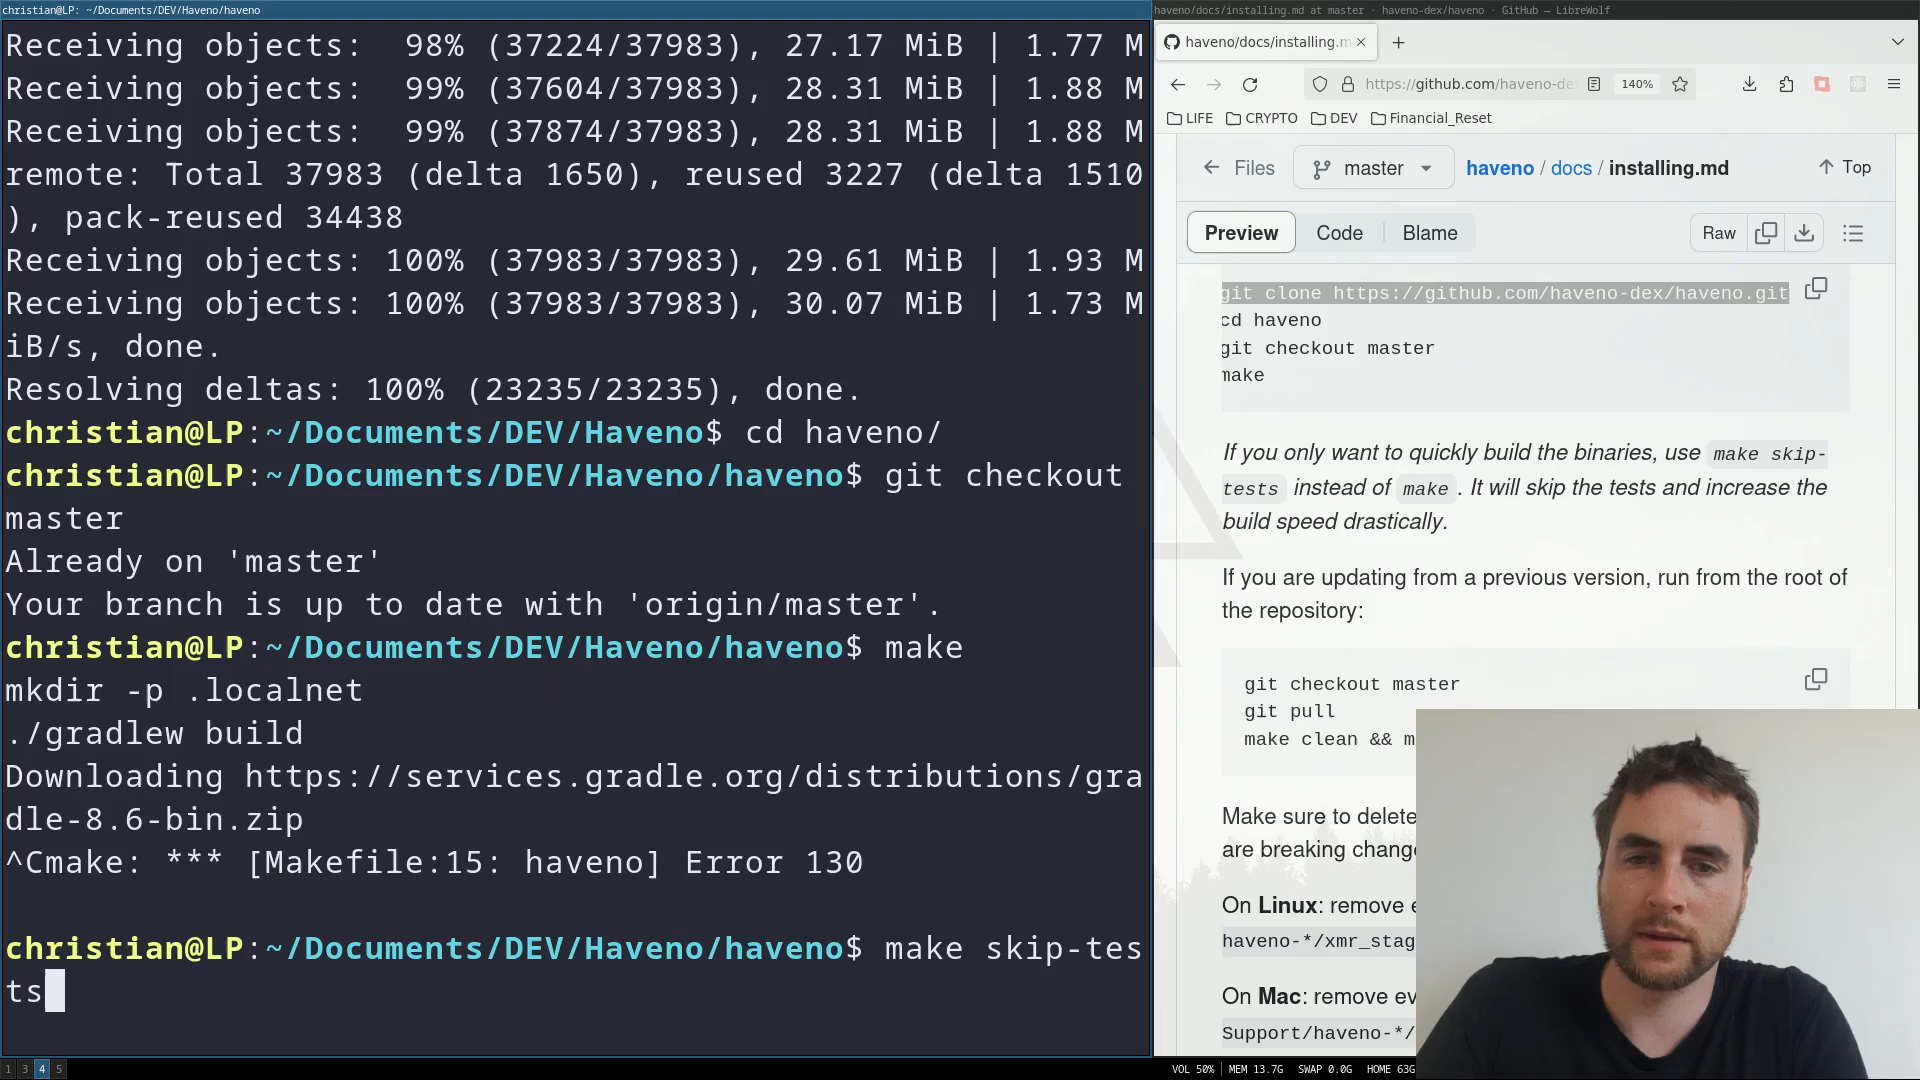 christian@LP: ~/Documents/DEV/Haveno/haveno
Receiving objects:  98% (37224/37983), 27.17 MiB | 1.77 M
Receiving objects:  99% (37604/37983), 28.31 MiB | 1.88 M
Receiving objects:  99% (37874/37983), 28.31 MiB | 1.88 M
remote: Total 37983 (delta 1650), reused 3227 (delta 1510
), pack-reused 34438
Receiving objects: 100% (37983/37983), 29.61 MiB | 1.93 M
Receiving objects: 100% (37983/37983), 30.07 MiB | 1.73 M
iB/s, done.
Resolving deltas: 100% (23235/23235), done.
christian@LP:~/Documents/DEV/Haveno$ cd haveno/
christian@LP:~/Documents/DEV/Haveno/haveno$ git checkout
master
Already on 'master'
Your branch is up to date with 'origin/master'.
christian@LP:~/Documents/DEV/Haveno/haveno$ make
mkdir -p .localnet
./gradlew build
Downloading https://services.gradle.org/distributions/gra
dle-8.6-bin.zip
^Cmake: *** [Makefile:15: haveno] Error 130
christian@LP:~/Documents/DEV/Haveno/haveno$ make skip-tes
ts
haveno/docs/installing.md at master · haveno-dex/haveno · GitHub — LibreWolf
haveno/docs/installing.m
https://github.com/haveno-de
140%
LIFE CRYPTO DEV Financial_Reset
Files master haveno / docs / installing.md Top
Preview Code Blame Raw
git clone https://github.com/haveno-dex/haveno.git
cd haveno
git checkout master
make
If you only want to quickly build the binaries, use make skip-
tests instead of make . It will skip the tests and increase the
build speed drastically.
If you are updating from a previous version, run from the root of
the repository:
git checkout master
git pull
make clean && m
Make sure to delete
are breaking change
On Linux: remove e
haveno-*/xmr_stag
On Mac: remove ev
Support/haveno-*/
1 3 4 5
VOL 50% | MEM 13.7G SWAP 0.0G HOME 63G